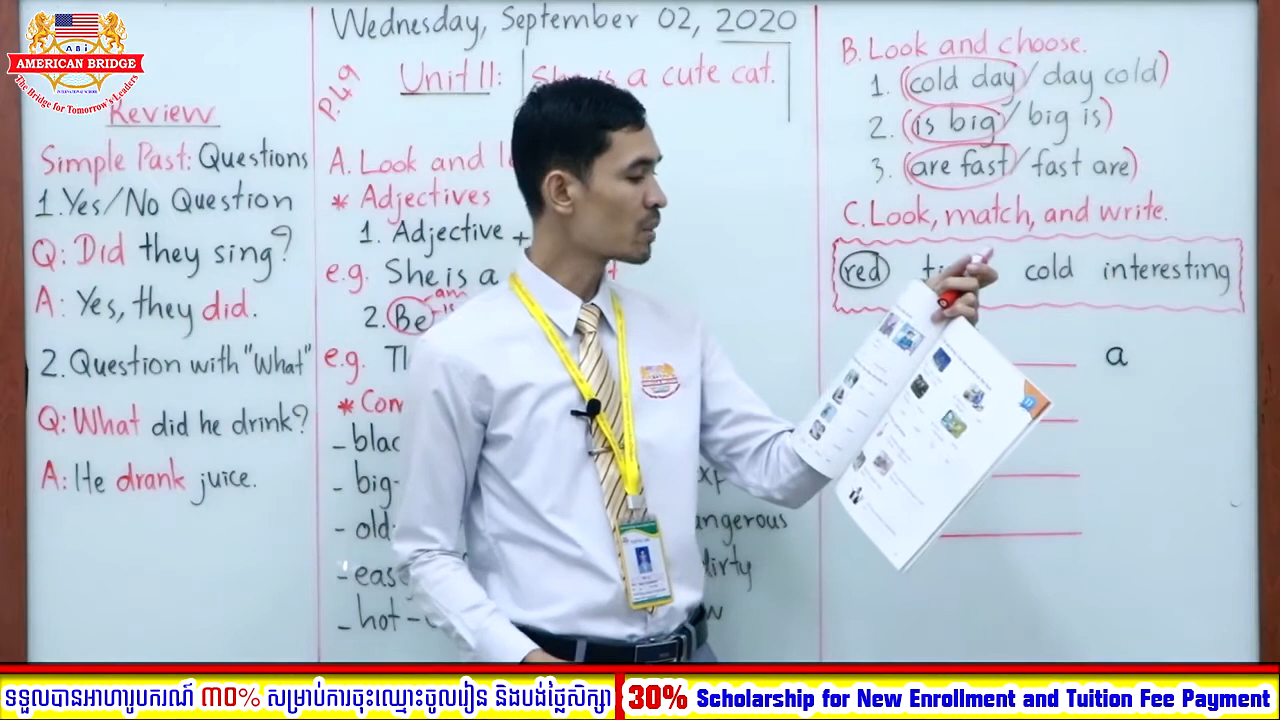 ABi
AMERICAN BRIDGE
INTERNATIONAL SCHOOL
The Bridge for Tomorrow's Leaders
Wednesday, September 02, 2020
P.49
Unit 11: She is a cute cat.
Review
Simple Past: Questions
1. Yes/No Question
Q: Did they sing?
A: Yes, they did.
2. Question with "What"
Q: What did he drink?
A: He drank juice.
A. Look and
* Adjectives
1. Adjective +
e.g. She is a
2. Be
am
is
e.g.
*
-
- big-
- old-
-
- hot-
dangerous
dirty
B. Look and choose.
1. (cold day/day cold)
2. (is big/big is)
3. (are fast/fast are)
C. Look, match, and write.
red cold interesting
a
ទទួលបានអាហារូបករណ៍ ៣០% សម្រាប់ការចុះឈ្មោះចូលរៀន និងបង់ថ្លៃសិក្សា
30% Scholarship for New Enrollment and Tuition Fee Payment